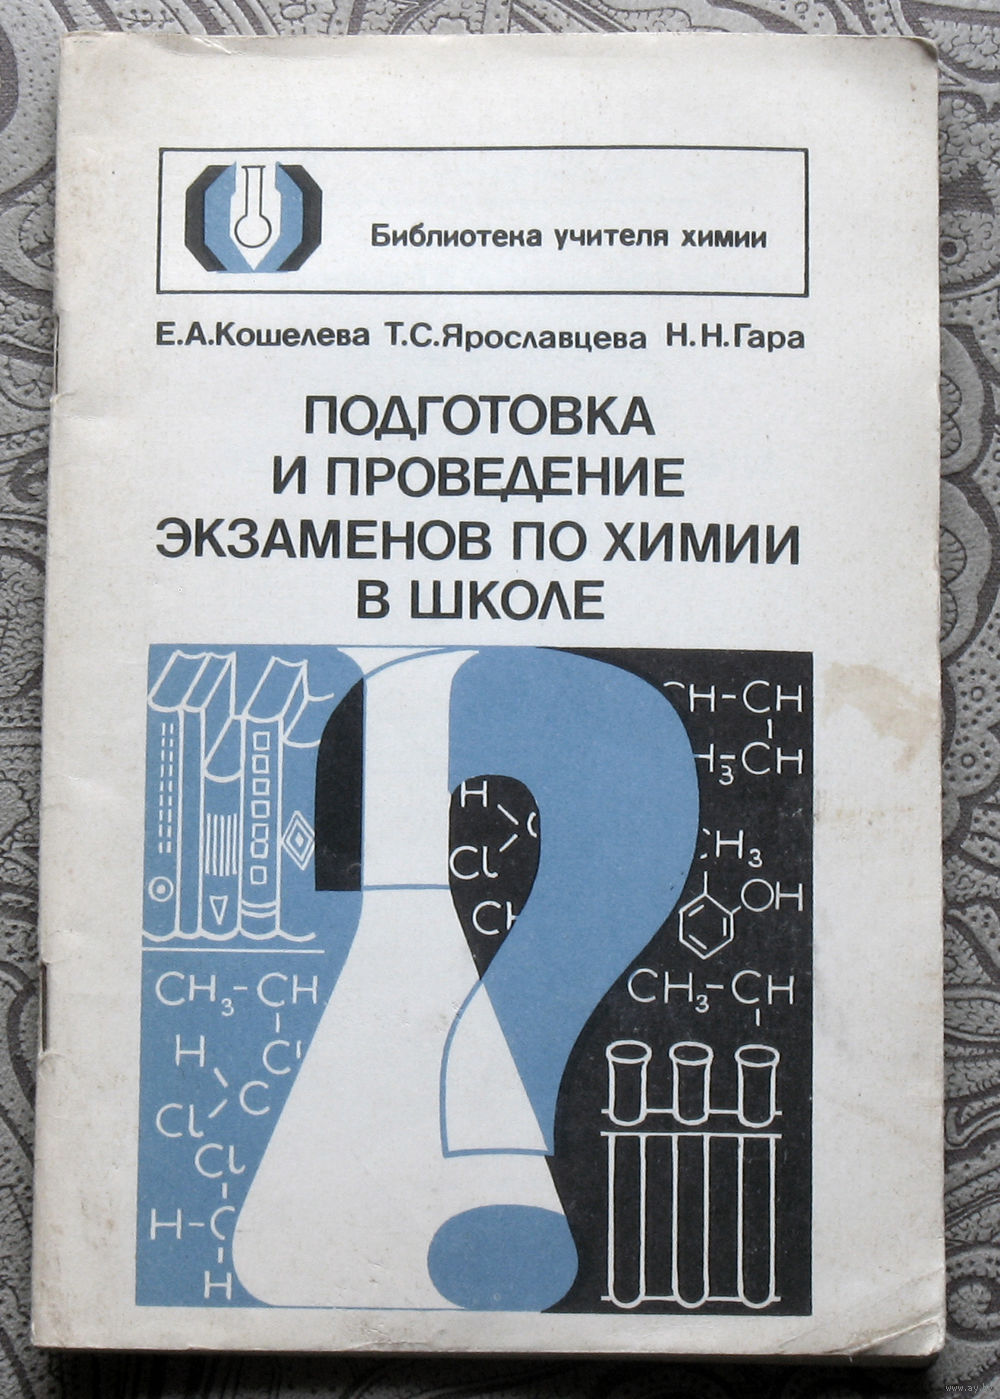 Библиотека учителя химии
Е.А.Кошелева Т.С.Ярославцева Н.Н.Гара
ПОДГОТОВКА
И ПРОВЕДЕНИЕ
ЭКЗАМЕНОВ ПО ХИМИИ
В ШКОЛЕ
CH-CH
H3-CH
H
Cl
CH3
OH
CH3-CH
CH3-CH
H
C
Cl
Cl
H-C
H